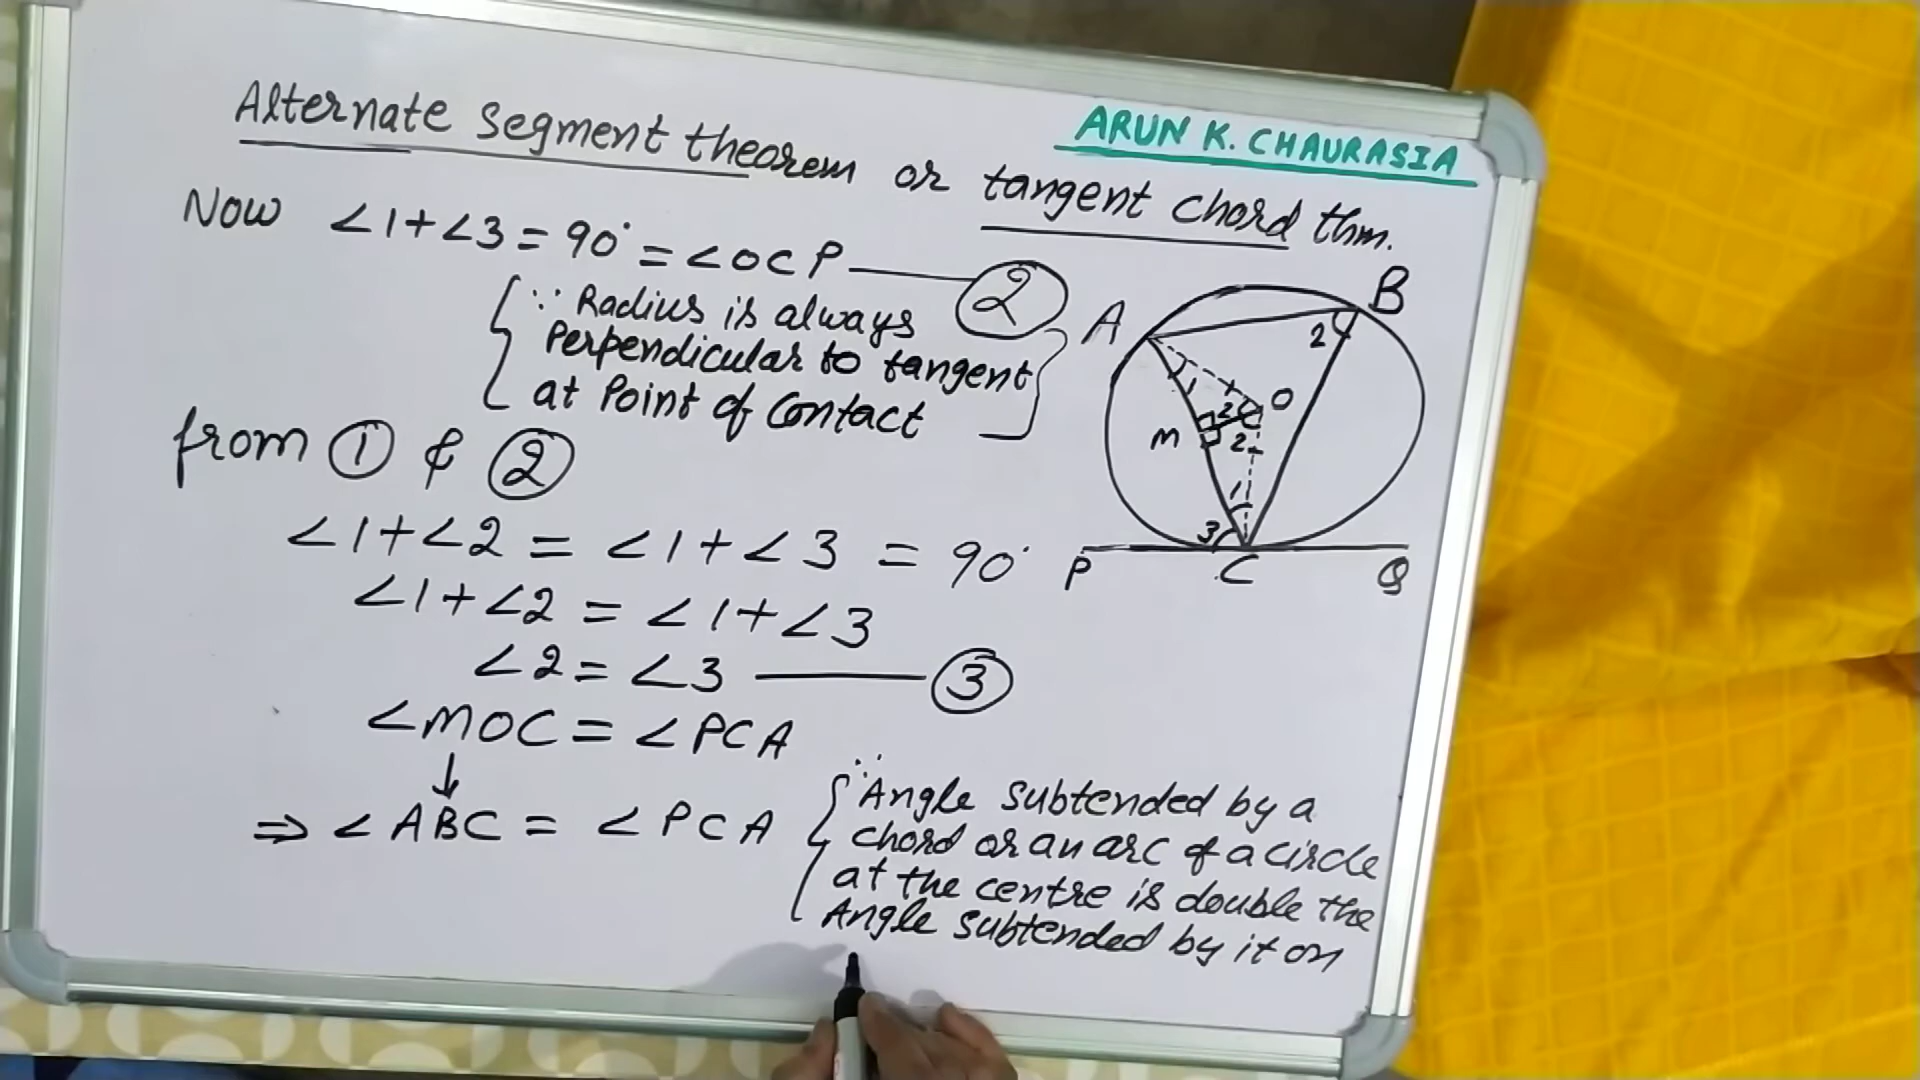 Alternate Segment theorem or tangent chord thm.
ARUN K. CHAURASIA
Now ∠1+∠3 = 90° = ∠OCP ②
{∵ Radius is always
Perpendicular to tangent
at Point of Contact}
from ① & ②
∠1+∠2 = ∠1+∠3 = 90°
∠1+∠2 = ∠1+∠3
∠2 = ∠3 ③
∠MOC = ∠PCA
↓
⇒ ∠ABC = ∠PCA
{∵ Angle subtended by a
chord or an arc of a circle
at the centre is double the
Angle subtended by it on
A
B
2
1
O
2
M
2
1
3
P
C
Q